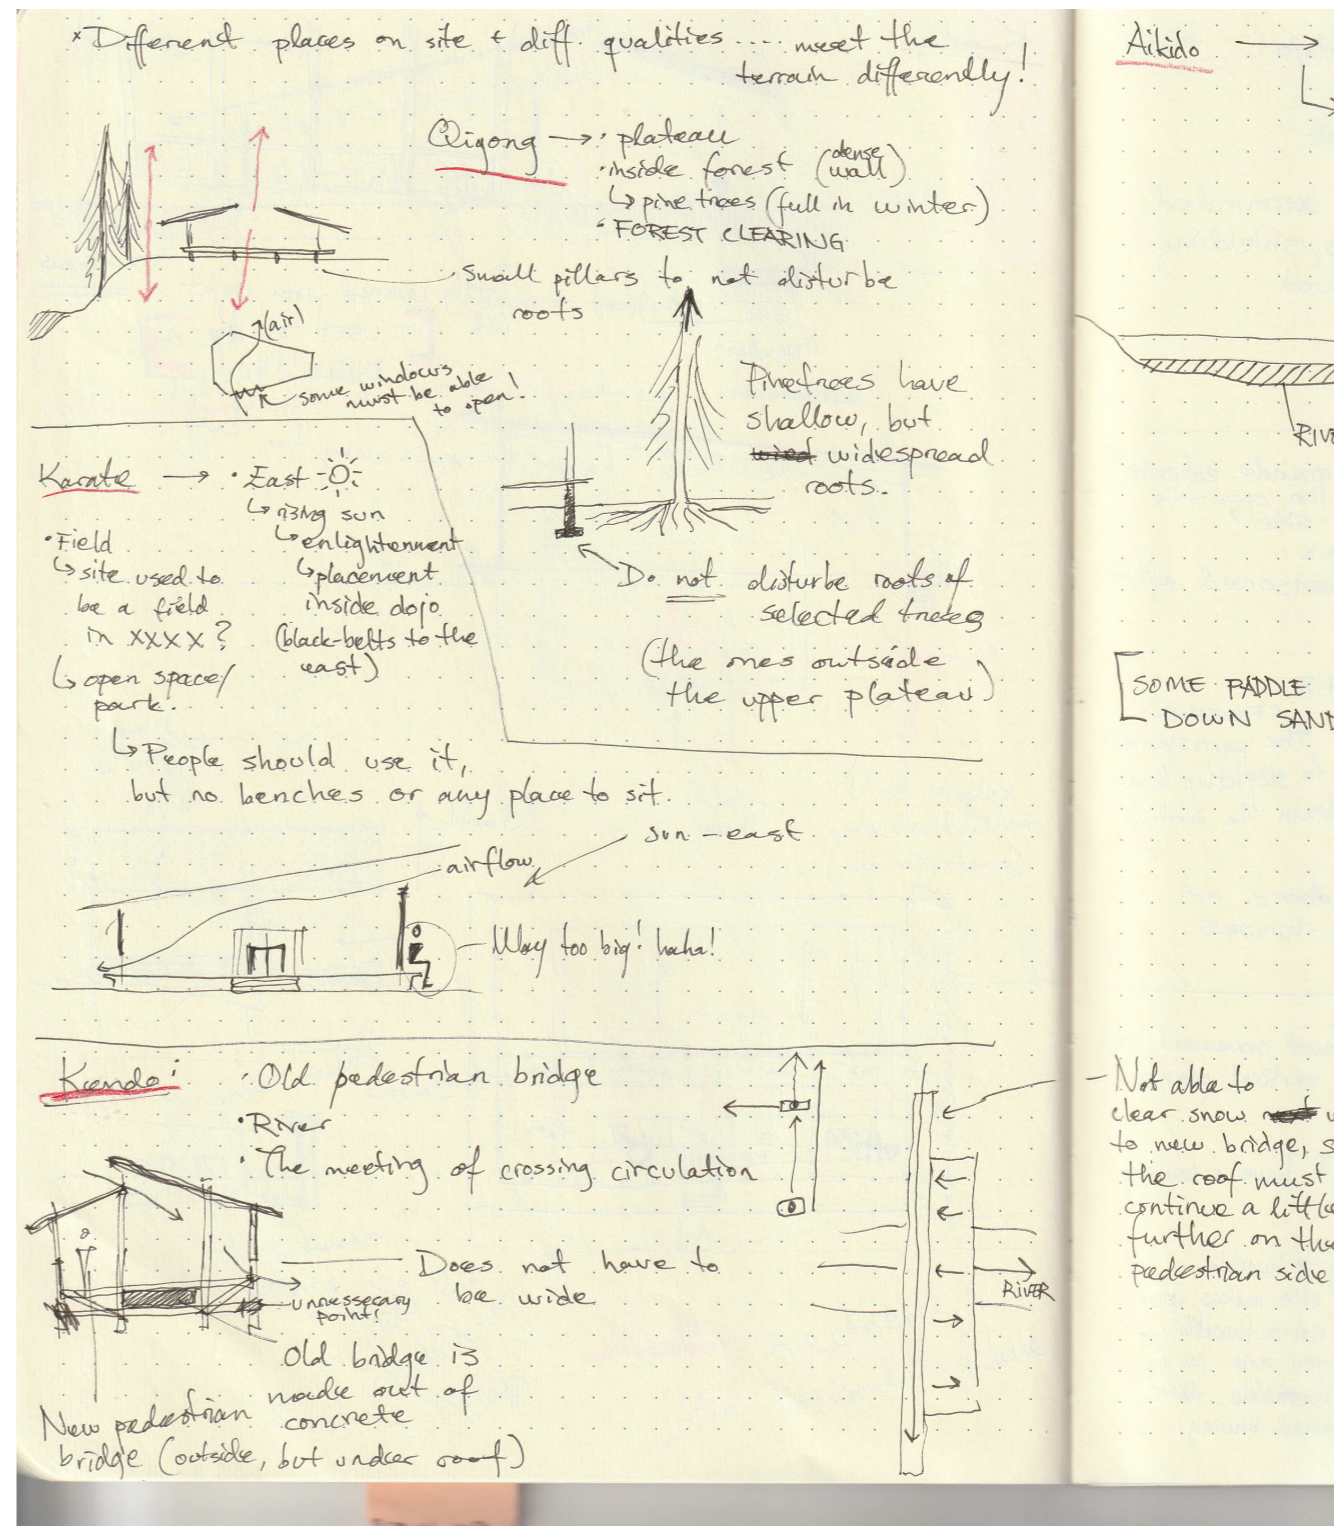 x Different places on site + diff. qualities .... meet the
terrain differently!
Qigong → • plateau
• inside forest (dense wall)
↳ pine trees (full in winter)
• FOREST CLEARING
small pillars to not disturbe
roots
(air)
some windows
must be able
to open!
Pinetrees have
shallow, but
widespread
roots.
Do not disturbe roots of
selected trees
(the ones outside
the upper plateau)
Karate → • East
↳ rising sun
↳ enlightenment
↳ placement
inside dojo
(black-belts to the
east)
• Field
↳ site used to
be a field
in xxxx?
↳ open space/
park.
↳ People should use it,
but no benches or any place to sit.
sun - east
airflow
Way too big! haha!
Kendo:
• Old pedestrian bridge
• River
• The meeting of crossing circulation
Does not have to
be wide
unnessecary
point!
Old bridge is
made out of
concrete
New pedestrian
bridge (outside, but under roof)
RIVER
Aikido →
RIVE
[SOME PADDLE
DOWN SAND
Not able to
clear snow
to new bridge, s
the roof must
continue a little
further on the
pedestrian side